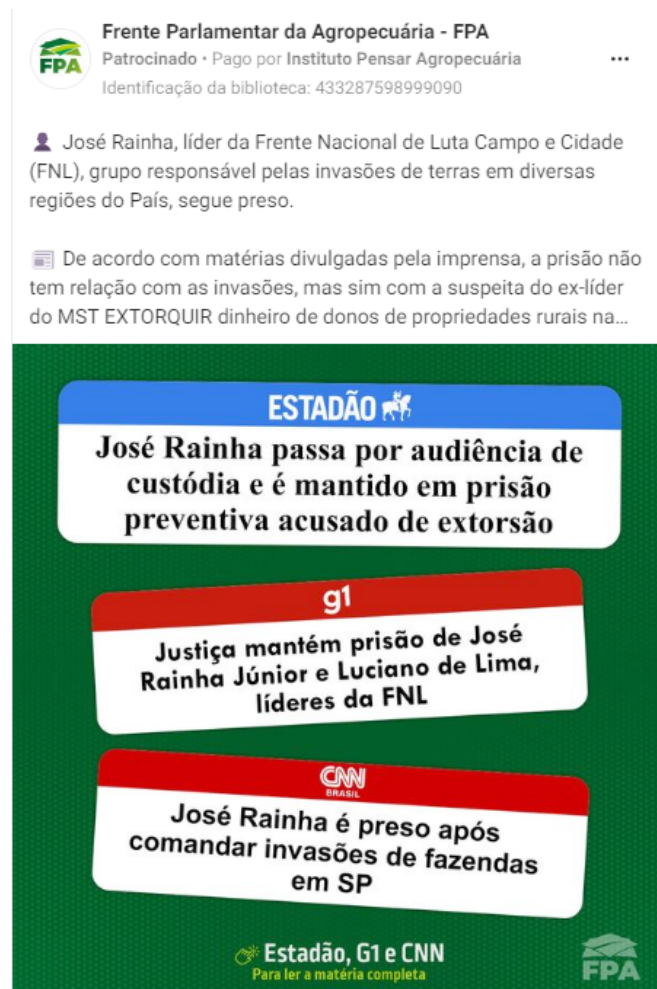 Frente Parlamentar da Agropecuária - FPA
Patrocinado • Pago por Instituto Pensar Agropecuária
Identificação da biblioteca: 433287598999090
FPA
José Rainha, líder da Frente Nacional de Luta Campo e Cidade
(FNL), grupo responsável pelas invasões de terras em diversas
regiões do País, segue preso.
De acordo com matérias divulgadas pela imprensa, a prisão não
tem relação com as invasões, mas sim com a suspeita do ex-líder
do MST EXTORQUIR dinheiro de donos de propriedades rurais na...
ESTADÃO
José Rainha passa por audiência de
custódia e é mantido em prisão
preventiva acusado de extorsão
g1
Justiça mantém prisão de José
Rainha Júnior e Luciano de Lima,
líderes da FNL
CNN
BRASIL
José Rainha é preso após
comandar invasões de fazendas
em SP
Estadão, G1 e CNN
Para ler a matéria completa
FPA